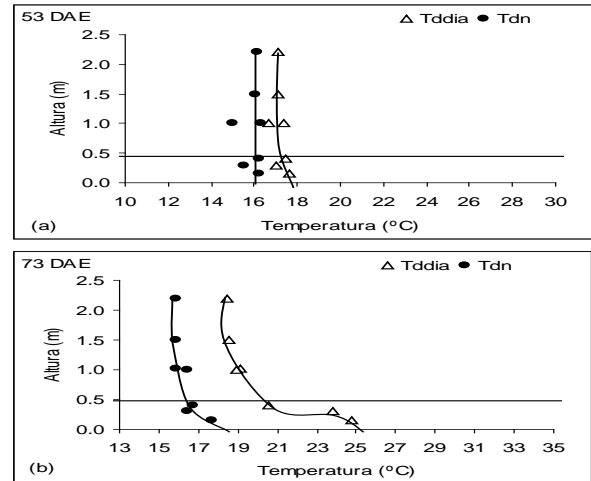 53 DAE
Tddia Tdn
2.5
2.0
1.5
1.0
0.5
0.0
Altura (m)
10 12 14 16 18 20 22 24 26 28 30
(a)
Temperatura (ºC)
73 DAE
Tddia Tdn
2.5
2.0
1.5
1.0
0.5
0.0
Altura (m)
13 15 17 19 21 23 25 27 29 31 33 35
(b)
Temperatura (ºC)